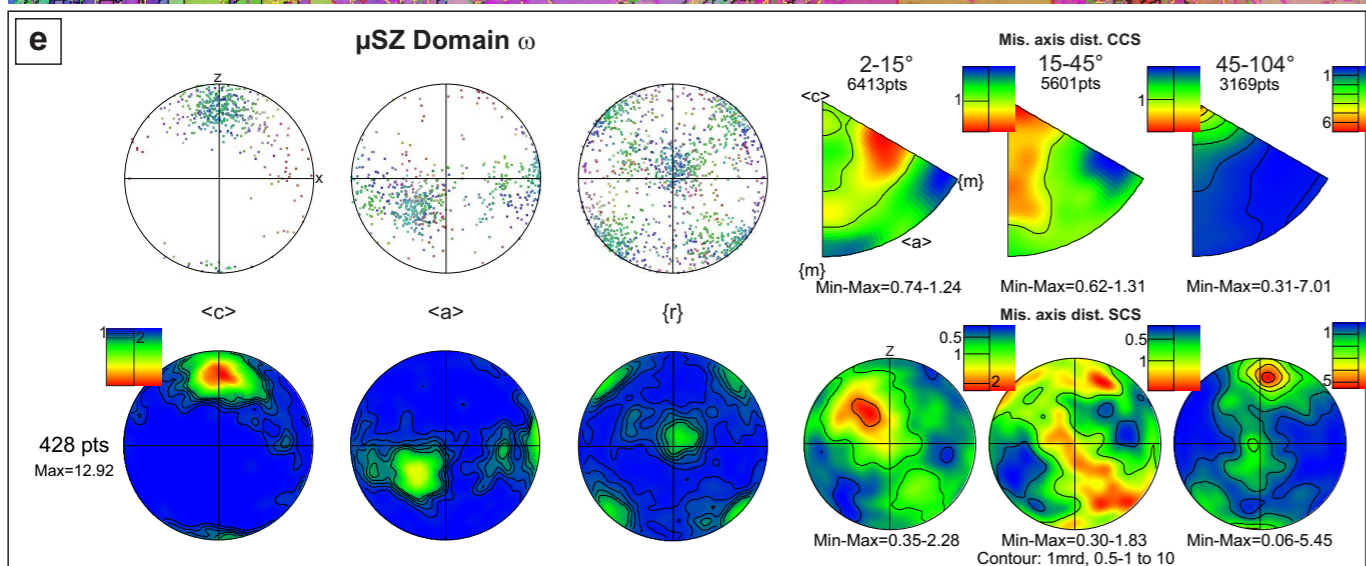 e
µSZ Domain ω
Mis. axis dist. CCS
2-15°
6413pts
15-45°
5601pts
45-104°
3169pts
z
x
<c>
{m}
<a>
{m}
1
1
1
6
Min-Max=0.74-1.24
Min-Max=0.62-1.31
Min-Max=0.31-7.01
<c>
<a>
{r}
Mis. axis dist. SCS
1
2
Z
0.5
1
2
0.5
1
1
5
428 pts
Max=12.92
Min-Max=0.35-2.28
Min-Max=0.30-1.83
Min-Max=0.06-5.45
Contour: 1mrd, 0.5-1 to 10